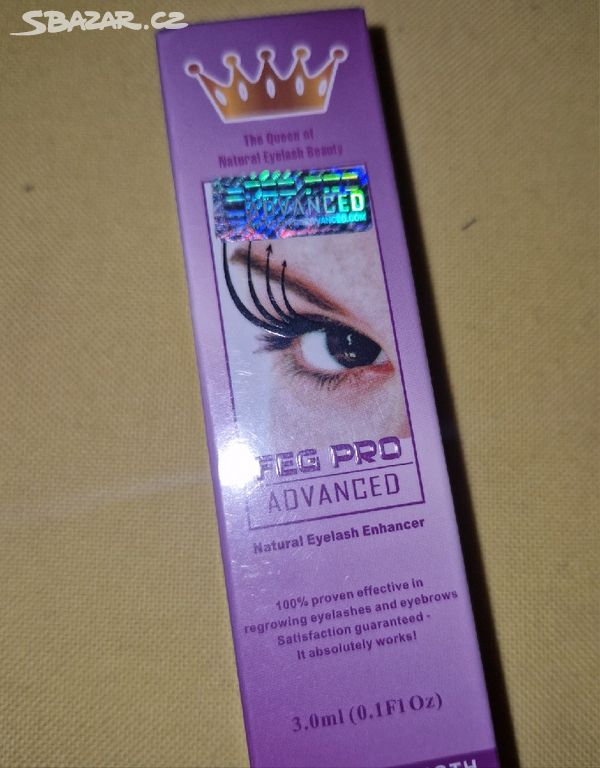 SBAZAR.CZ
The Queen of
Natural Eyelash Beauty
ADVANCED
FEG PRO
ADVANCED
Natural Eyelash Enhancer
100% proven effective in
regrowing eyelashes and eyebrows
Satisfaction guaranteed -
It absolutely works!
3.0ml (0.1Fl Oz)